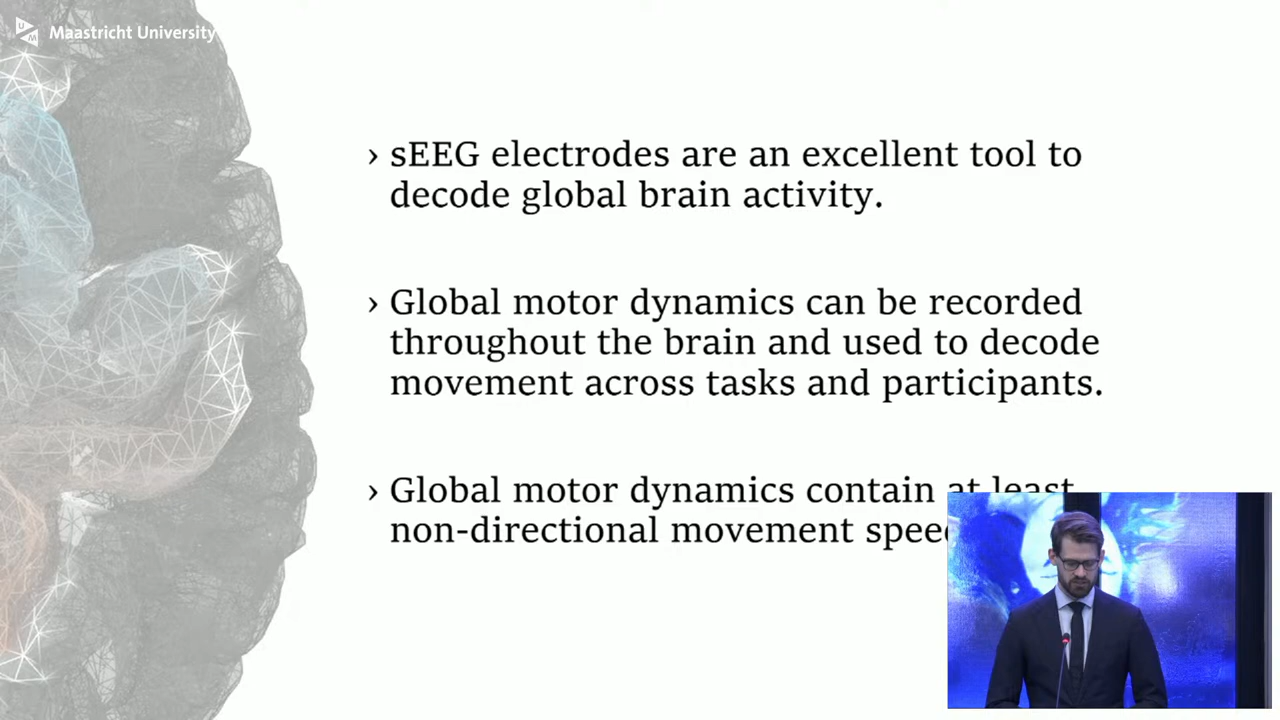 Maastricht University
› sEEG electrodes are an excellent tool to
decode global brain activity.
› Global motor dynamics can be recorded
throughout the brain and used to decode
movement across tasks and participants.
› Global motor dynamics contain at least
non-directional movement